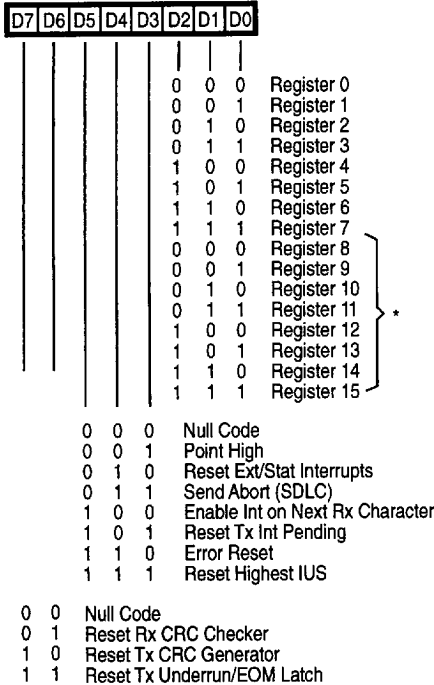 D7 D6 D5 D4 D3 D2 D1 D0
0 0 0 Register 0
0 0 1 Register 1
0 1 0 Register 2
0 1 1 Register 3
1 0 0 Register 4
1 0 1 Register 5
1 1 0 Register 6
1 1 1 Register 7
0 0 0 Register 8
0 0 1 Register 9
0 1 0 Register 10
0 1 1 Register 11 *
1 0 0 Register 12
1 0 1 Register 13
1 1 0 Register 14
1 1 1 Register 15
0 0 0 Null Code
0 0 1 Point High
0 1 0 Reset Ext/Stat Interrupts
0 1 1 Send Abort (SDLC)
1 0 0 Enable Int on Next Rx Character
1 0 1 Reset Tx Int Pending
1 1 0 Error Reset
1 1 1 Reset Highest IUS
0 0 Null Code
0 1 Reset Rx CRC Checker
1 0 Reset Tx CRC Generator
1 1 Reset Tx Underrun/EOM Latch